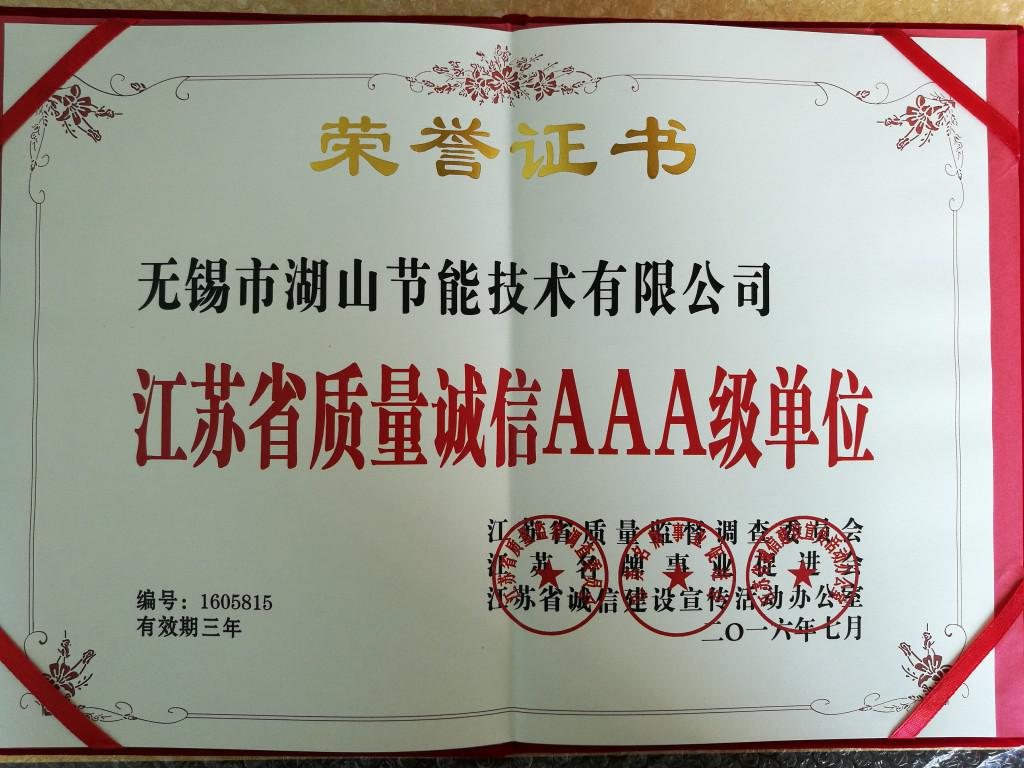 荣誉证书
无锡市湖山节能技术有限公司
江苏省质量诚信AAA级单位
江苏省质量监督调查委员会
江苏名牌事业促进会
江苏省诚信建设宣传活动办公室
二〇一六年七月
编号：1605815
有效期三年